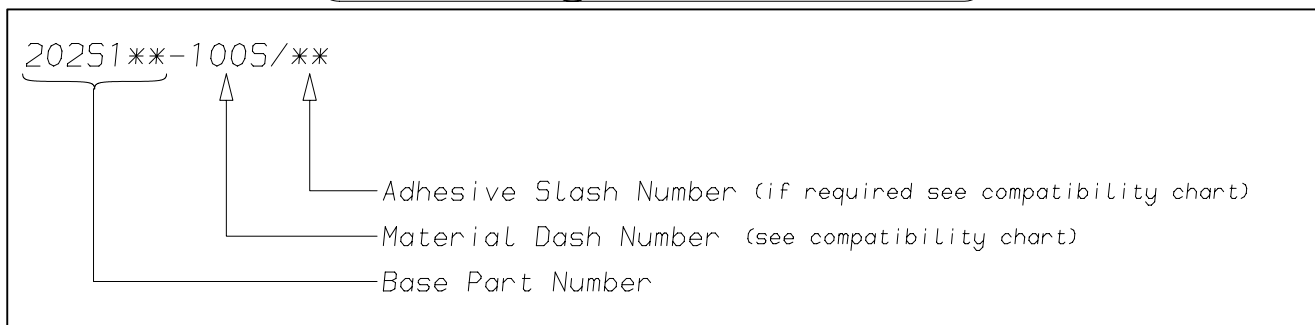 202S1**-100S/**
Adhesive Slash Number (if required see compatibility chart)
Material Dash Number (see compatibility chart)
Base Part Number